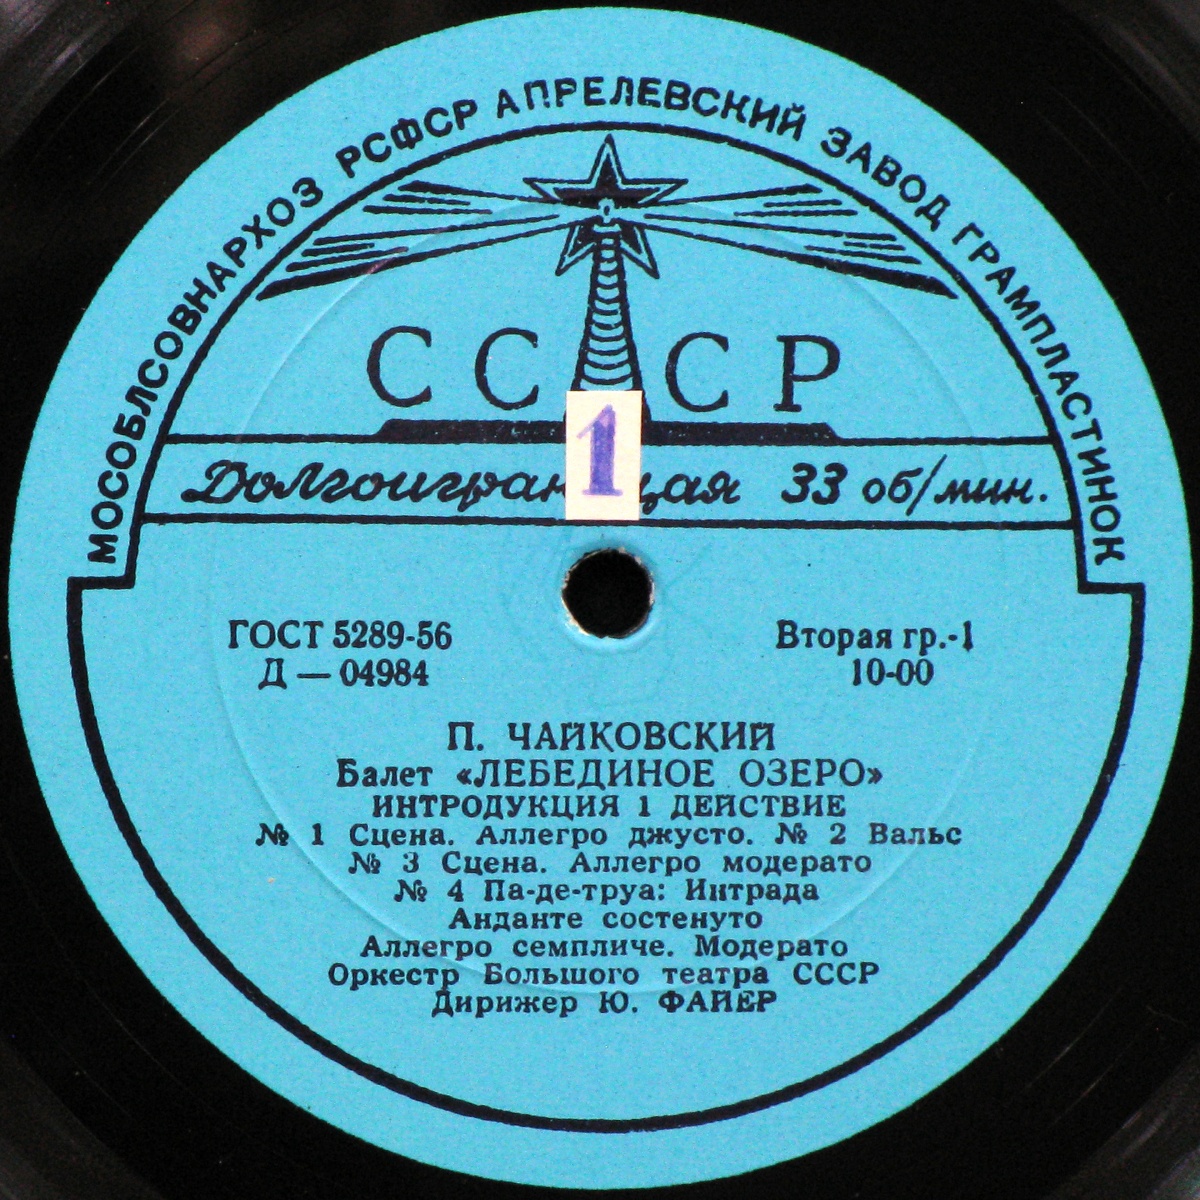 МОСОБЛСОВНАРХОЗ РСФСР АПРЕЛЕВСКИЙ ЗАВОД ГРАМПЛАСТИНОК
СССР
1
Долгоиграющая 33 об/мин.
ГОСТ 5289-56
Д — 04984
Вторая гр.-1
10-00
П. ЧАЙКОВСКИЙ
Балет «ЛЕБЕДИНОЕ ОЗЕРО»
ИНТРОДУКЦИЯ 1 ДЕЙСТВИЕ
№ 1 Сцена. Аллегро джусто. № 2 Вальс
№ 3 Сцена. Аллегро модерато
№ 4 Па-де-труа: Интрада
Анданте состенуто
Аллегро семпличе. Модерато
Оркестр Большого театра СССР
Дирижер Ю. ФАЙЕР